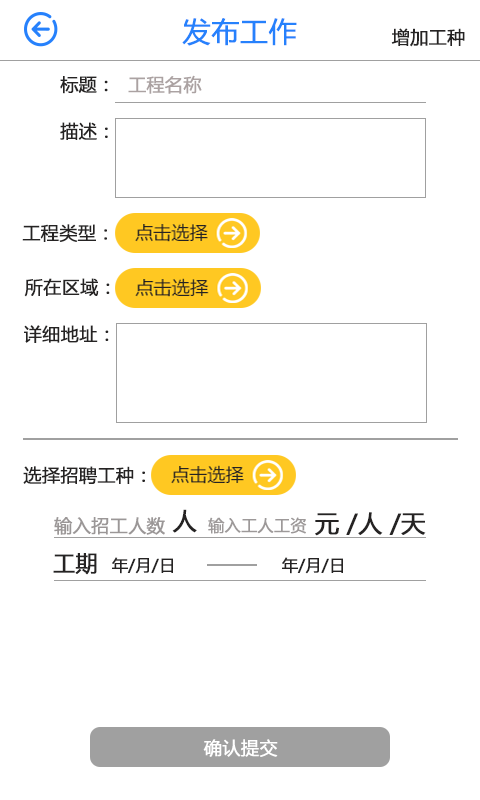 发布工作
增加工种
标题： 工程名称
描述：
工程类型： 点击选择
所在区域： 点击选择
详细地址：
选择招聘工种： 点击选择
输入招工人数 人 输入工人工资 元 /人 /天
工期 年/月/日 —— 年/月/日
确认提交